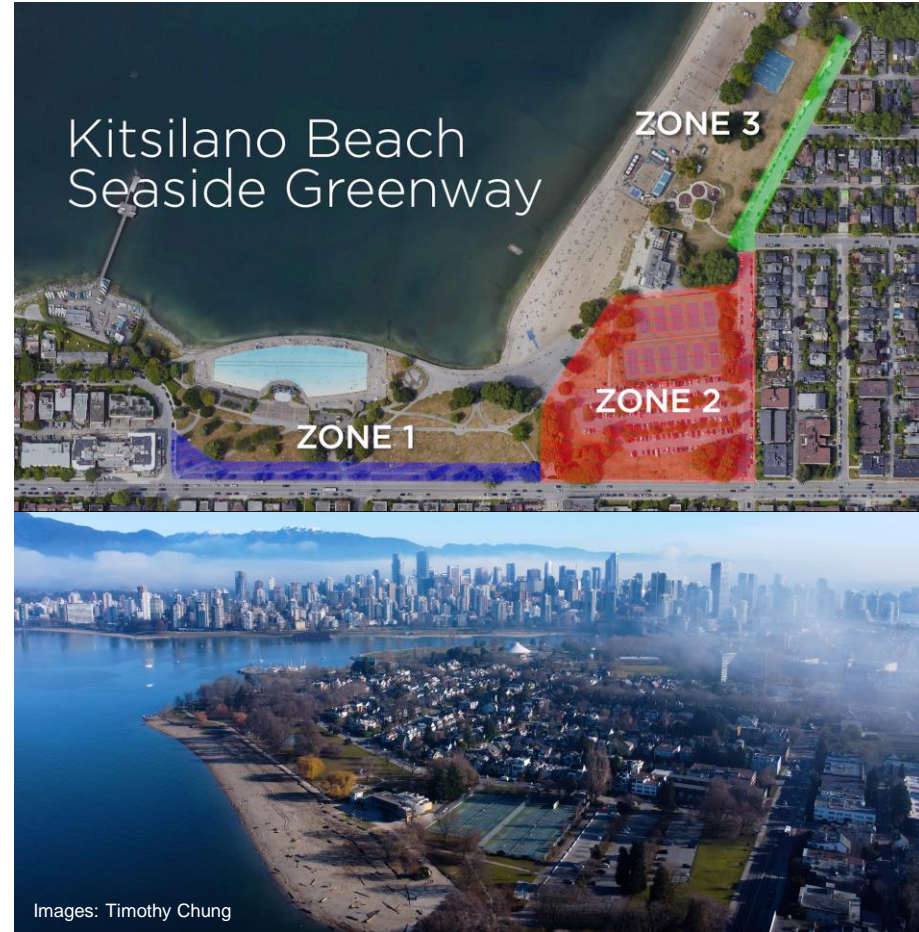 Kitsilano Beach
Seaside Greenway
ZONE 3
ZONE 2
ZONE 1
Images: Timothy Chung